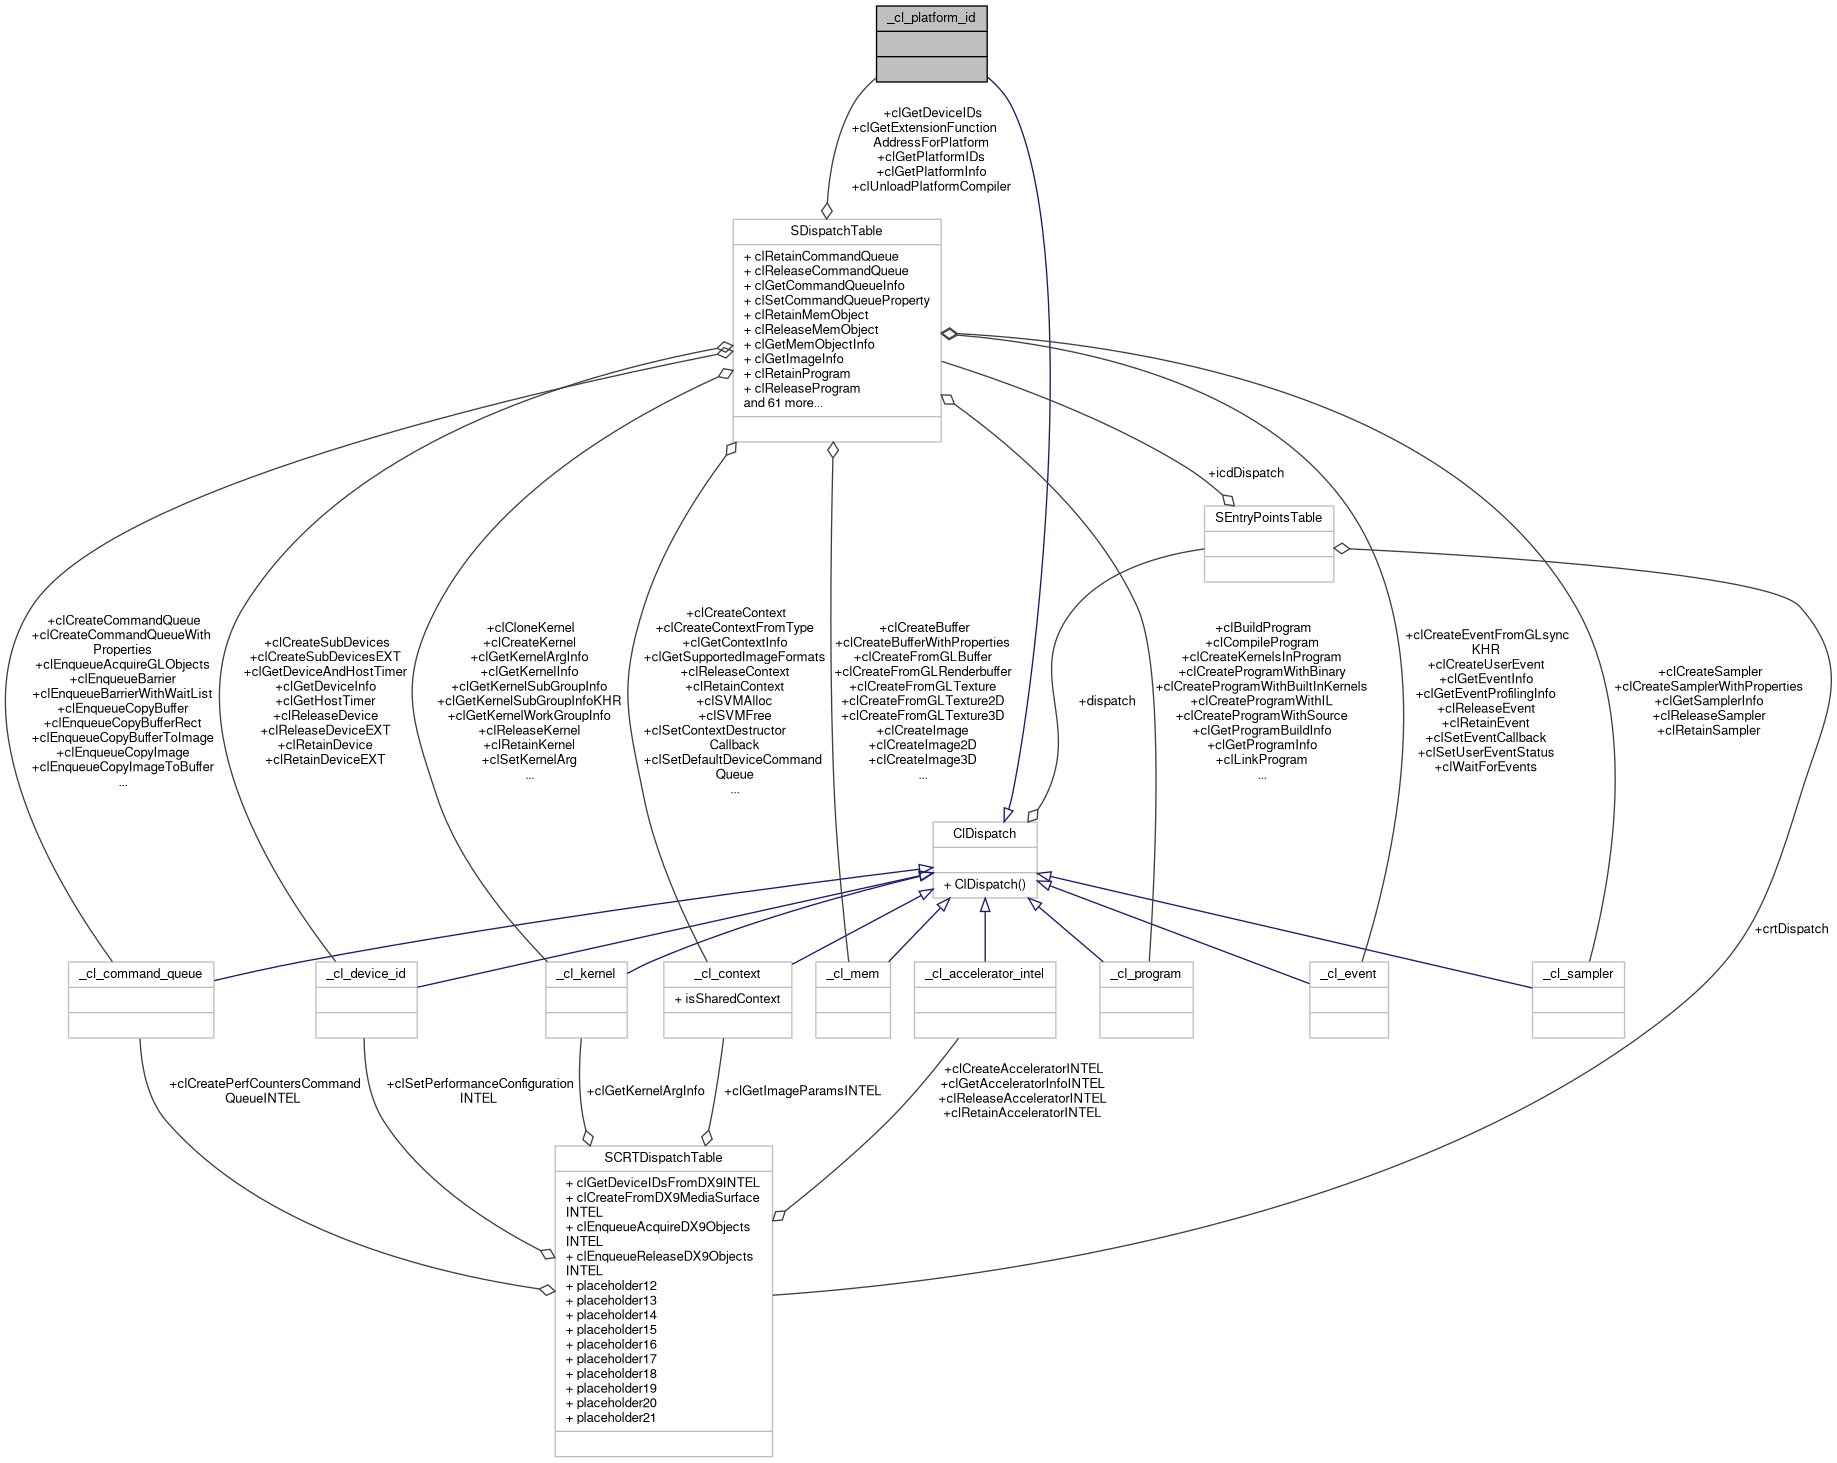 _cl_platform_id
+clGetDeviceIDs
+clGetExtensionFunction
AddressForPlatform
+clGetPlatformIDs
+clGetPlatformInfo
+clUnloadPlatformCompiler
SDispatchTable
+ clRetainCommandQueue
+ clReleaseCommandQueue
+ clGetCommandQueueInfo
+ clSetCommandQueueProperty
+ clRetainMemObject
+ clReleaseMemObject
+ clGetMemObjectInfo
+ clGetImageInfo
+ clRetainProgram
+ clReleaseProgram
and 61 more...
+icdDispatch
SEntryPointsTable
+clCreateCommandQueue
+clCreateCommandQueueWith
Properties
+clEnqueueAcquireGLObjects
+clEnqueueBarrier
+clEnqueueBarrierWithWaitList
+clEnqueueCopyBuffer
+clEnqueueCopyBufferRect
+clEnqueueCopyBufferToImage
+clEnqueueCopyImage
+clEnqueueCopyImageToBuffer
...
+clCreateSubDevices
+clCreateSubDevicesEXT
+clGetDeviceAndHostTimer
+clGetDeviceInfo
+clGetHostTimer
+clReleaseDevice
+clReleaseDeviceEXT
+clRetainDevice
+clRetainDeviceEXT
+clCloneKernel
+clCreateKernel
+clGetKernelArgInfo
+clGetKernelInfo
+clGetKernelSubGroupInfo
+clGetKernelSubGroupInfoKHR
+clGetKernelWorkGroupInfo
+clReleaseKernel
+clRetainKernel
+clSetKernelArg
...
+clCreateContext
+clCreateContextFromType
+clGetContextInfo
+clGetSupportedImageFormats
+clReleaseContext
+clRetainContext
+clSVMAlloc
+clSVMFree
+clSetContextDestructor
Callback
+clSetDefaultDeviceCommand
Queue
...
+clCreateBuffer
+clCreateBufferWithProperties
+clCreateFromGLBuffer
+clCreateFromGLRenderbuffer
+clCreateFromGLTexture
+clCreateFromGLTexture2D
+clCreateFromGLTexture3D
+clCreateImage
+clCreateImage2D
+clCreateImage3D
...
+dispatch
+clBuildProgram
+clCompileProgram
+clCreateKernelsInProgram
+clCreateProgramWithBinary
+clCreateProgramWithBuiltInKernels
+clCreateProgramWithIL
+clCreateProgramWithSource
+clGetProgramBuildInfo
+clGetProgramInfo
+clLinkProgram
...
+clCreateEventFromGLsync
KHR
+clCreateUserEvent
+clGetEventInfo
+clGetEventProfilingInfo
+clReleaseEvent
+clRetainEvent
+clSetEventCallback
+clSetUserEventStatus
+clWaitForEvents
+clCreateSampler
+clCreateSamplerWithProperties
+clGetSamplerInfo
+clReleaseSampler
+clRetainSampler
ClDispatch
+ ClDispatch()
+crtDispatch
_cl_command_queue
_cl_device_id
_cl_kernel
_cl_context
+ isSharedContext
_cl_mem
_cl_accelerator_intel
_cl_program
_cl_event
_cl_sampler
+clCreatePerfCountersCommand
QueueINTEL
+clSetPerformanceConfiguration
INTEL
+clGetKernelArgInfo
+clGetImageParamsINTEL
+clCreateAcceleratorINTEL
+clGetAcceleratorInfoINTEL
+clReleaseAcceleratorINTEL
+clRetainAcceleratorINTEL
SCRTDispatchTable
+ clGetDeviceIDsFromDX9INTEL
+ clCreateFromDX9MediaSurface
INTEL
+ clEnqueueAcquireDX9Objects
INTEL
+ clEnqueueReleaseDX9Objects
INTEL
+ placeholder12
+ placeholder13
+ placeholder14
+ placeholder15
+ placeholder16
+ placeholder17
+ placeholder18
+ placeholder19
+ placeholder20
+ placeholder21